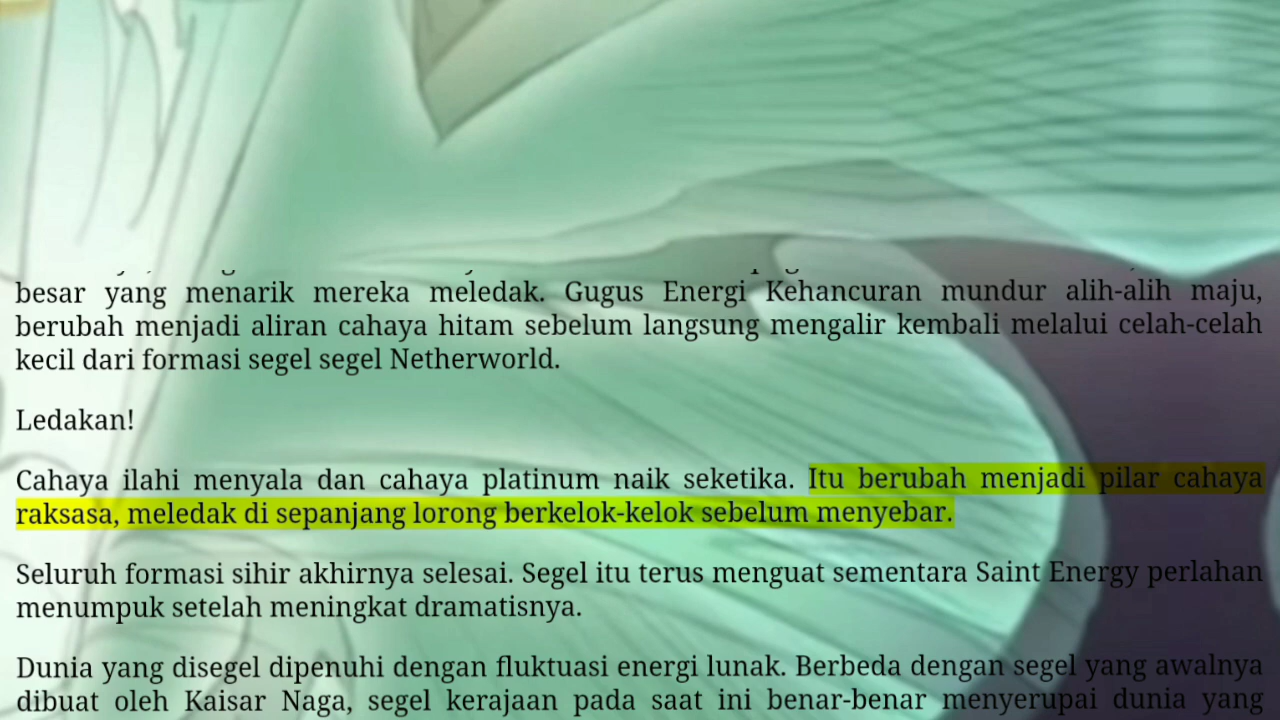 besar yang menarik mereka meledak. Gugus Energi Kehancuran mundur alih-alih maju,
berubah menjadi aliran cahaya hitam sebelum langsung mengalir kembali melalui celah-celah
kecil dari formasi segel segel Netherworld.
Ledakan!
Cahaya ilahi menyala dan cahaya platinum naik seketika. Itu berubah menjadi pilar cahaya
raksasa, meledak di sepanjang lorong berkelok-kelok sebelum menyebar.
Seluruh formasi sihir akhirnya selesai. Segel itu terus menguat sementara Saint Energy perlahan
menumpuk setelah meningkat dramatisnya.
Dunia yang disegel dipenuhi dengan fluktuasi energi lunak. Berbeda dengan segel yang awalnya
dibuat oleh Kaisar Naga, segel kerajaan pada saat ini benar-benar menyerupai dunia yang